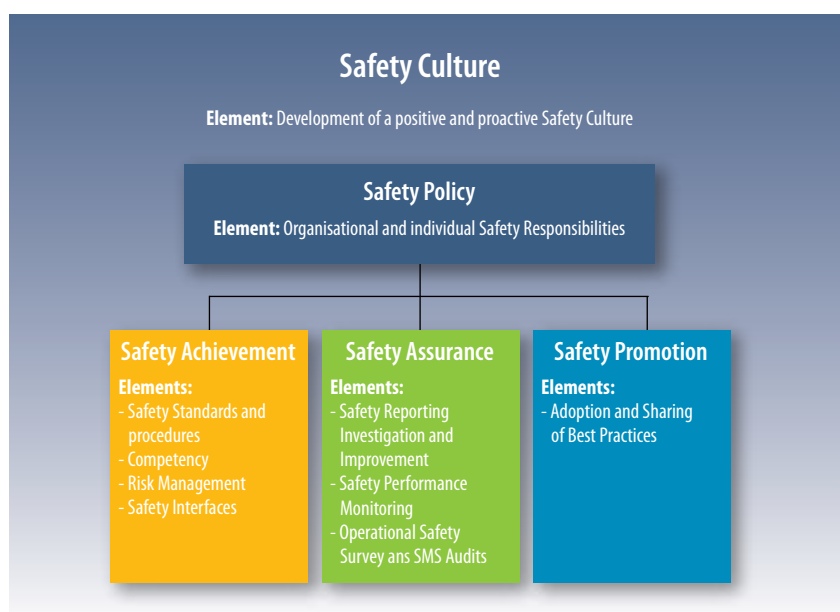 Safety Culture
Element: Development of a positive and proactive Safety Culture
Safety Policy
Element: Organisational and individual Safety Responsibilities
Safety Achievement
Elements:
- Safety Standards and
procedures
- Competency
- Risk Management
- Safety Interfaces
Safety Assurance
Elements:
- Safety Reporting
Investigation and
Improvement
- Safety Performance
Monitoring
- Operational Safety
Survey ans SMS Audits
Safety Promotion
Elements:
- Adoption and Sharing
of Best Practices